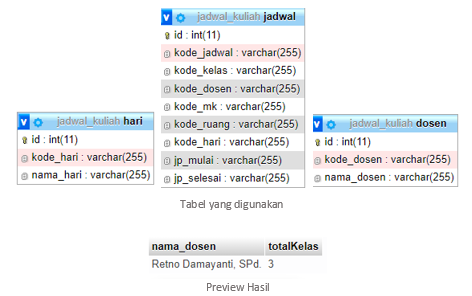 jadwal_kuliah jadwal
id : int(11)
kode_jadwal : varchar(255)
kode_kelas : varchar(255)
kode_dosen : varchar(255)
kode_mk : varchar(255)
kode_ruang : varchar(255)
kode_hari : varchar(255)
jp_mulai : varchar(255)
jp_selesai : varchar(255)
jadwal_kuliah hari
id : int(11)
kode_hari : varchar(255)
nama_hari : varchar(255)
jadwal_kuliah dosen
id : int(11)
kode_dosen : varchar(255)
nama_dosen : varchar(255)
Tabel yang digunakan
nama_dosen totalKelas
Retno Damayanti, SPd. 3
Preview Hasil